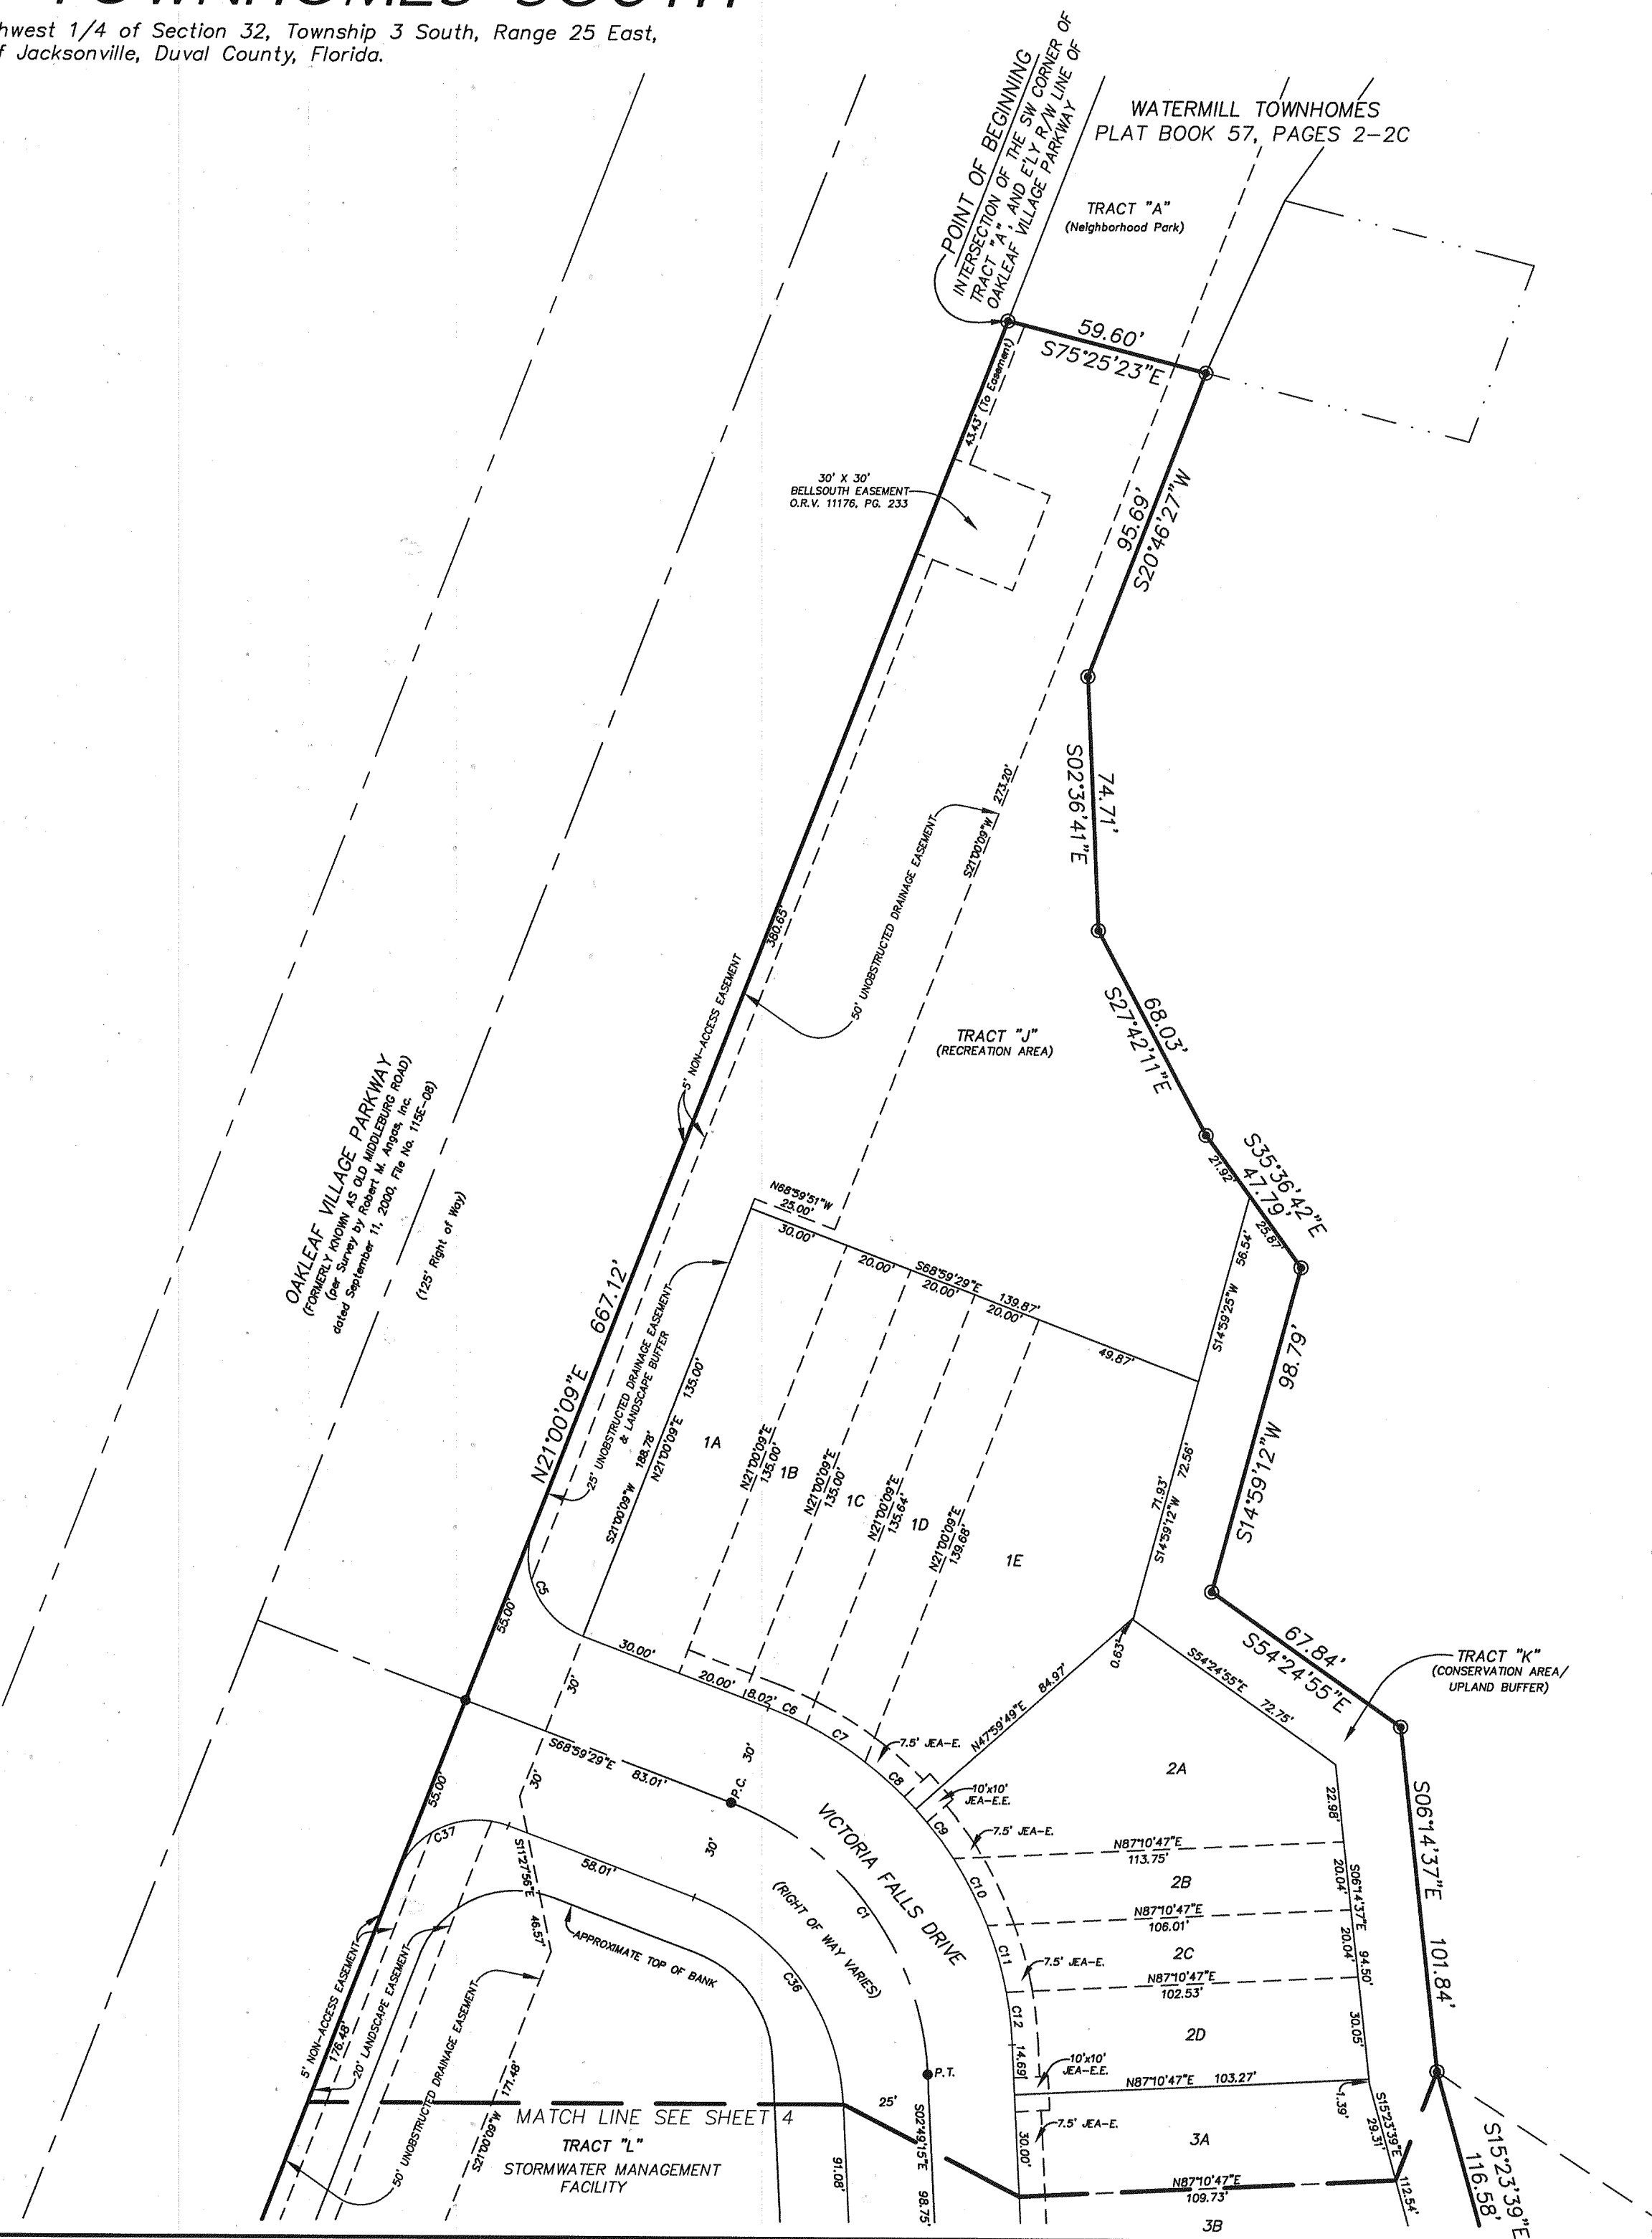 TOWNHOMES SOUTH
hwest 1/4 of Section 32, Township 3 South, Range 25 East,
f Jacksonville, Duval County, Florida.
POINT OF BEGINNING
INTERSECTION OF THE SW CORNER OF
TRACT "A", AND E'LY R/W LINE OF
OAKLEAF VILLAGE PARKWAY
WATERMILL TOWNHOMES
PLAT BOOK 57, PAGES 2-2C
TRACT "A"
(Neighborhood Park)
59.60'
S75°25'23"E
43.43' (To Easement)
30' X 30'
BELLSOUTH EASEMENT
O.R.V. 11176, PG. 233
95.69'
S20°46'27"W
74.71'
S02°36'41"E
273.20'
S21°00'09"W
50' UNOBSTRUCTED DRAINAGE EASEMENT
380.65'
5' NON-ACCESS EASEMENT
TRACT "J"
(RECREATION AREA)
68.03'
S27°42'11"E
S35°36'42"E
47.79'
21.92'
25.87'
OAKLEAF VILLAGE PARKWAY
(FORMERLY KNOWN AS OLD MIDDLEBURG ROAD)
(per Survey by Robert M. Angas, Inc.
dated September 11, 2000, File No. 115E-08)
(125' Right of Way)
N68°59'51"W
25.00'
30.00'
20.00'
S68°59'29"E
20.00'
139.87'
20.00'
49.87'
56.54'
S14°59'25"W
98.79'
S14°59'12"W
667.12'
N21°00'09"E
25' UNOBSTRUCTED DRAINAGE EASEMENT
& LANDSCAPE BUFFER
188.78'
S21°00'09"W
135.00'
N21°00'09"E
1A
N21°00'09"E
135.00'
1B
N21°00'09"E
135.00'
1C
N21°00'09"E
135.64'
1D
N21°00'09"E
139.68'
1E
72.56'
71.93'
S14°59'12"W
C5
55.00'
30.00'
20.00'
18.02'
C6
C7
C8
30'
0.63'
84.97'
N47°59'49"E
S54°24'55"E
72.75'
67.84'
S54°24'55"E
TRACT "K"
(CONSERVATION AREA/
UPLAND BUFFER)
S68°59'29"E
83.01'
P.C.
30'
30'
30'
7.5' JEA-E.
10'x10'
JEA-E.E.
C9
7.5' JEA-E.
2A
22.98'
N87°10'47"E
113.75'
C10
2B
20.04'
S06°14'37"E
94.50'
N87°10'47"E
106.01'
C11
2C
20.04'
7.5' JEA-E.
N87°10'47"E
102.53'
C12
2D
30.05'
14.69'
10'x10'
JEA-E.E.
N87°10'47"E 103.27'
1.39'
S06°14'37"E 101.84'
55.00'
C37
58.01'
S11°27'56"E
46.57'
APPROXIMATE TOP OF BANK
C36
C1
VICTORIA FALLS DRIVE
(RIGHT OF WAY VARIES)
P.T.
5' NON-ACCESS EASEMENT
176.48'
20' LANDSCAPE EASEMENT
50' UNOBSTRUCTED DRAINAGE EASEMENT
171.48'
S21°00'09"W
MATCH LINE SEE SHEET 4
TRACT "L"
STORMWATER MANAGEMENT
FACILITY
25'
91.08'
S02°49'15"E
98.75'
30.00'
7.5' JEA-E.
3A
S15°23'39"E
29.31'
N87°10'47"E
109.73'
112.54'
3B
S15°23'39"E
116.58'